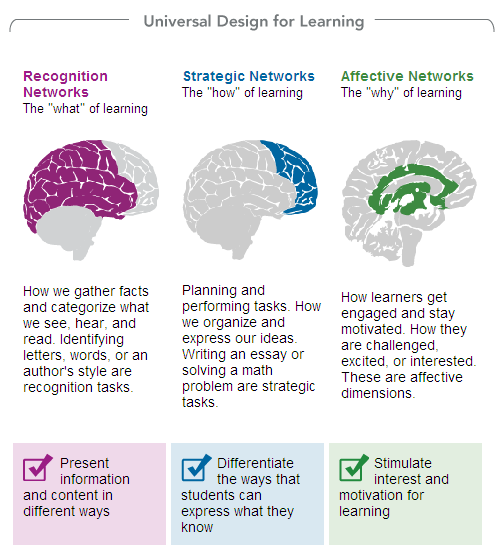 Universal Design for Learning
Recognition
Networks
The "what" of learning
How we gather facts
and categorize what
we see, hear, and
read. Identifying
letters, words, or an
author's style are
recognition tasks.
Present
information
and content in
different ways
Strategic Networks
The "how" of learning
Planning and
performing tasks. How
we organize and
express our ideas.
Writing an essay or
solving a math
problem are strategic
tasks.
Differentiate
the ways that
students can
express what they
know
Affective Networks
The "why" of learning
How learners get
engaged and stay
motivated. How they
are challenged,
excited, or interested.
These are affective
dimensions.
Stimulate
interest and
motivation for
learning